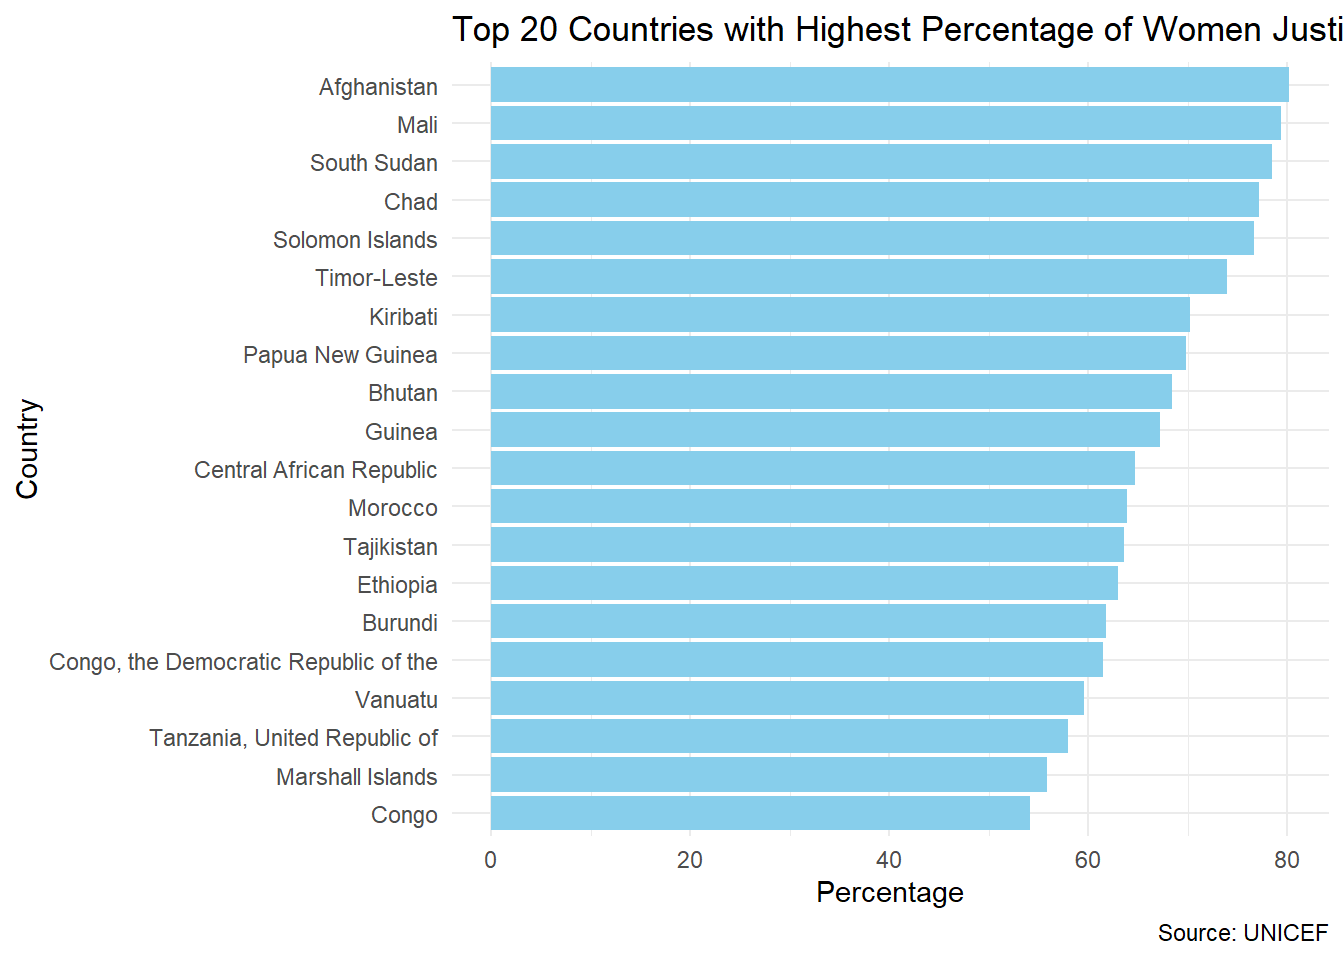 Top 20 Countries with Highest Percentage of Women Justi
Afghanistan
Mali
South Sudan
Chad
Solomon Islands
Timor-Leste
Kiribati
Papua New Guinea
Bhutan
Guinea
Central African Republic
Morocco
Tajikistan
Ethiopia
Burundi
Congo, the Democratic Republic of the
Vanuatu
Tanzania, United Republic of
Marshall Islands
Congo
Country
0 20 40 60 80
Percentage
Source: UNICEF